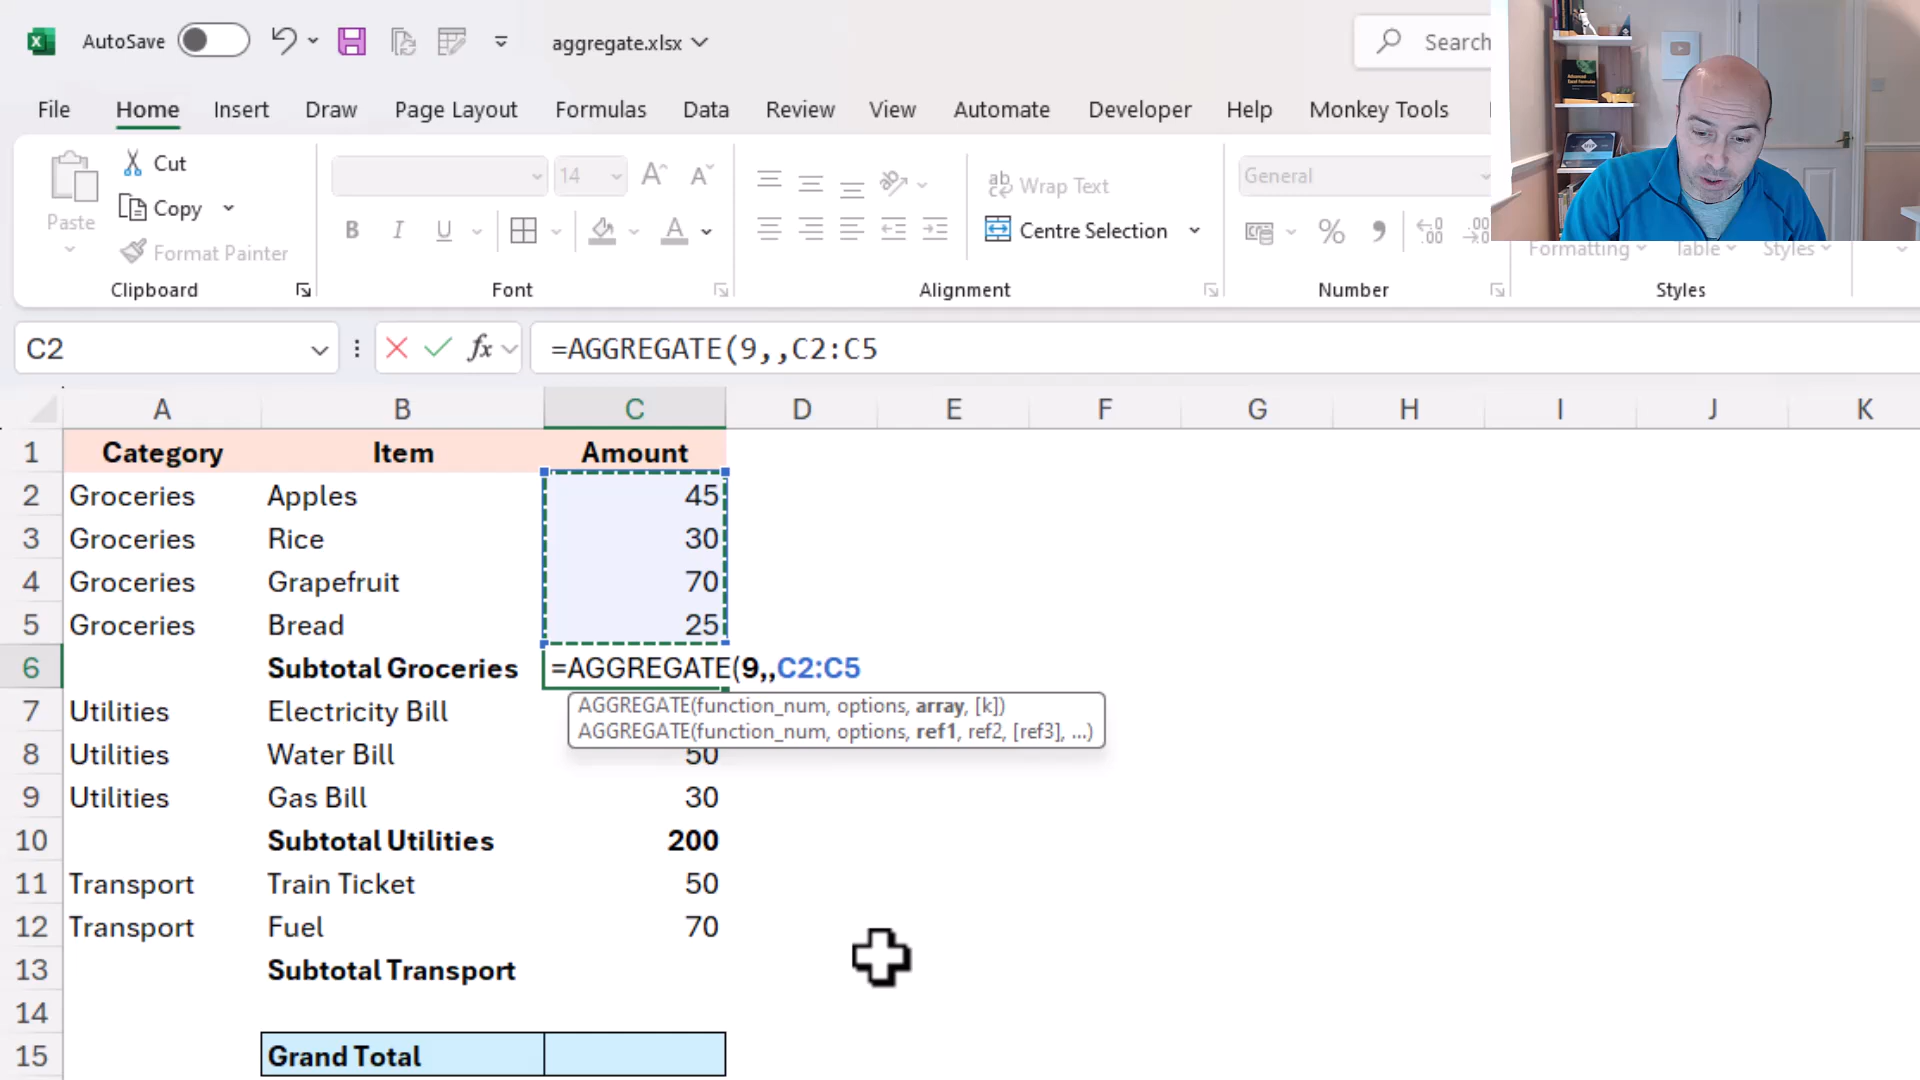 AutoSave
aggregate.xlsx
Search
File Home Insert Draw Page Layout Formulas Data Review View Automate Developer Help Monkey Tools
Cut
Copy
Format Painter
Paste
14
Wrap Text
Centre Selection
General
Formatting Table Styles
Clipboard Font Alignment Number Styles
C2
=AGGREGATE(9,,C2:C5
A B C D E F G H I J K
1 Category Item Amount
2 Groceries Apples 45
3 Groceries Rice 30
4 Groceries Grapefruit 70
5 Groceries Bread 25
6 Subtotal Groceries =AGGREGATE(9,,C2:C5
AGGREGATE(function_num, options, array, [k])
AGGREGATE(function_num, options, ref1, ref2, [ref3], ...)
7 Utilities Electricity Bill
8 Utilities Water Bill 50
9 Utilities Gas Bill 30
10 Subtotal Utilities 200
11 Transport Train Ticket 50
12 Transport Fuel 70
13 Subtotal Transport
14
15 Grand Total